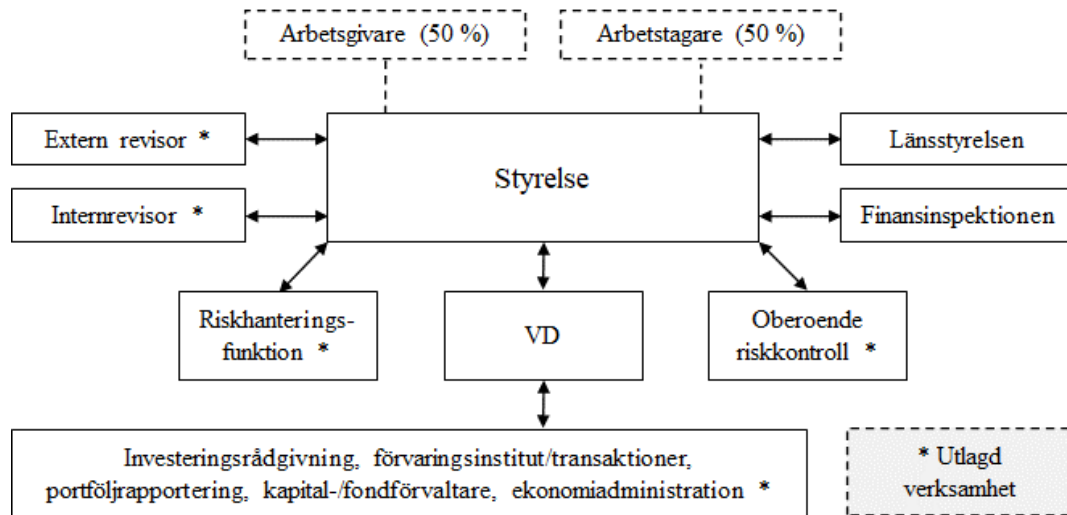 Arbetsgivare (50 %)
Arbetstagare (50 %)
Extern revisor *
Styrelse
Länsstyrelsen
Internrevisor *
Finansinspektionen
Riskhanterings-
funktion *
VD
Oberoende
riskkontroll *
Investeringsrådgivning, förvaringsinstitut/transaktioner,
portföljrapportering, kapital-/fondförvaltare, ekonomiadministration *
* Utlagd
verksamhet